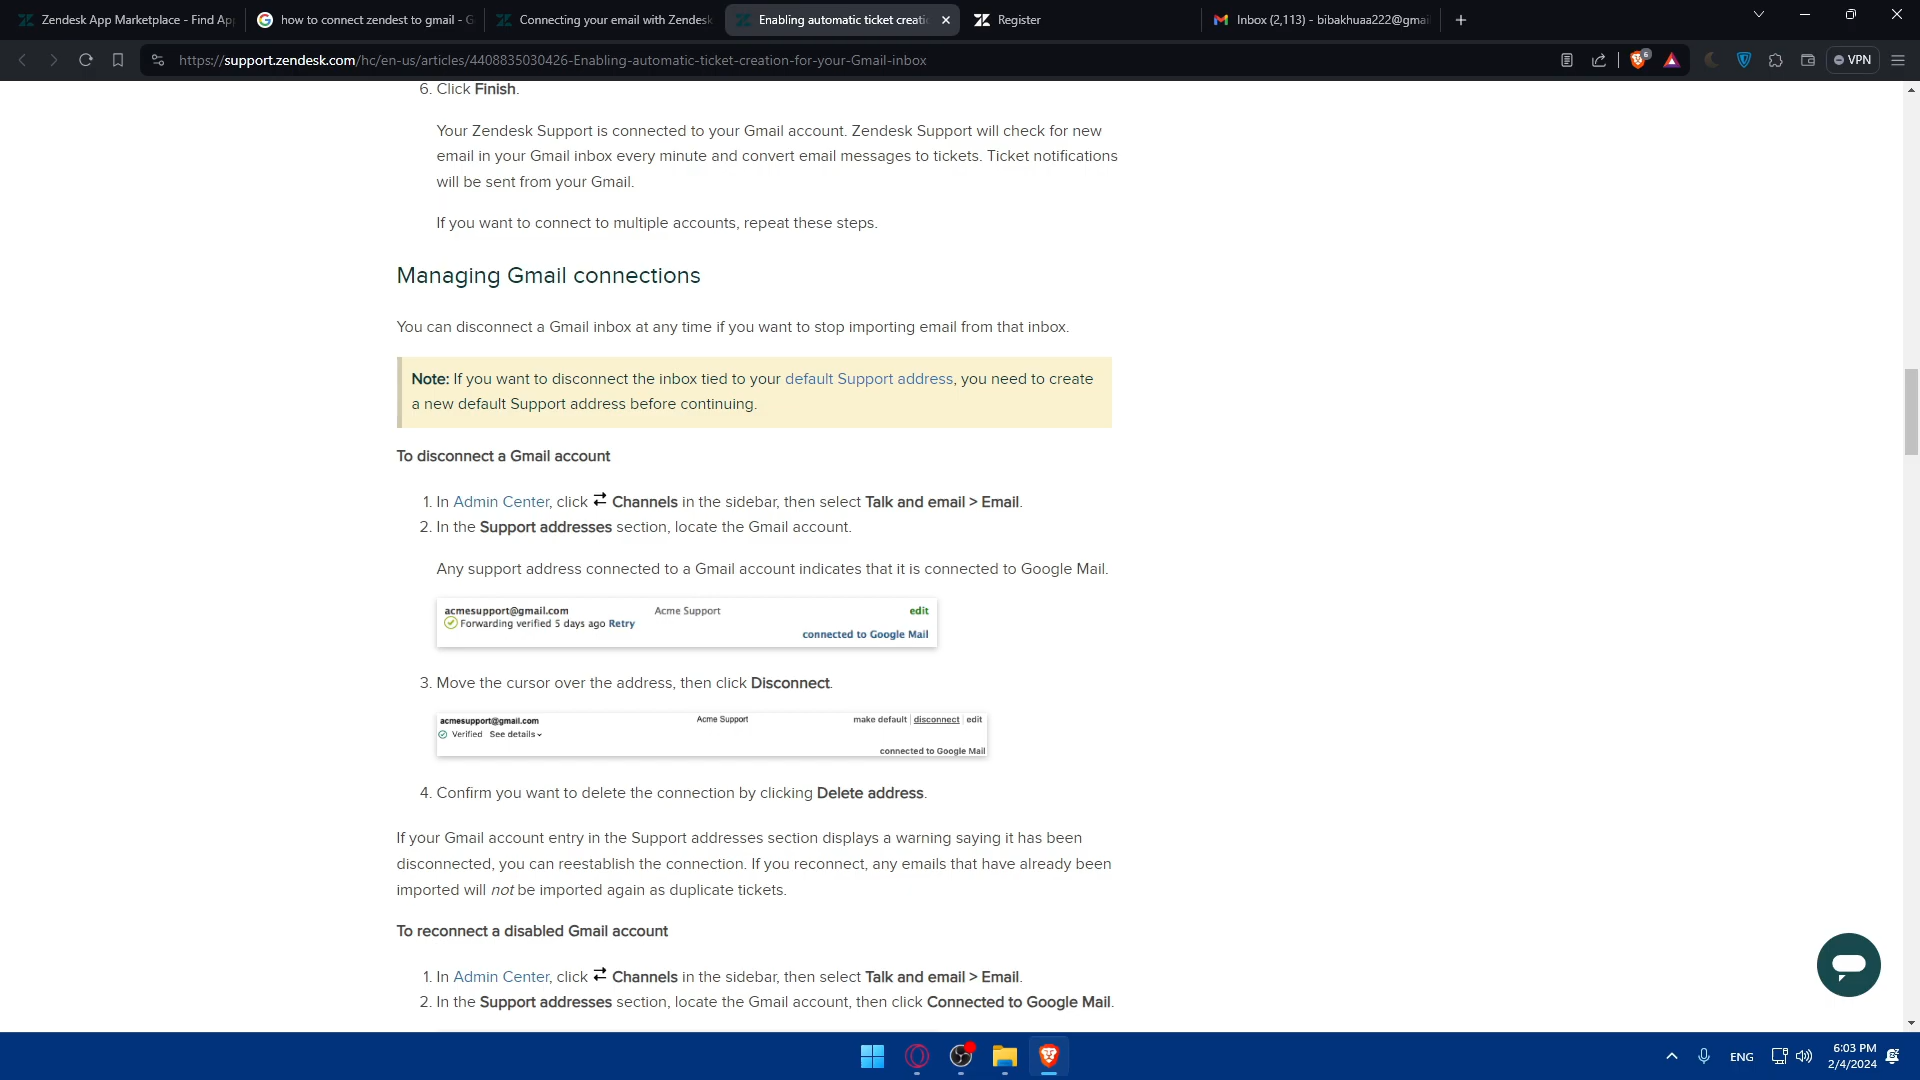 Zendesk App Marketplace - Find App
how to connect zendest to gmail - G
Connecting your email with Zendesk
Enabling automatic ticket creati
Register
Inbox (2,113) - bibakhuaa222@gmai
https://support.zendesk.com/hc/en-us/articles/4408835030426-Enabling-automatic-ticket-creation-for-your-Gmail-inbox
6
VPN
6. Click Finish.
Your Zendesk Support is connected to your Gmail account. Zendesk Support will check for new
email in your Gmail inbox every minute and convert email messages to tickets. Ticket notifications
will be sent from your Gmail.
If you want to connect to multiple accounts, repeat these steps.
Managing Gmail connections
You can disconnect a Gmail inbox at any time if you want to stop importing email from that inbox.
Note: If you want to disconnect the inbox tied to your default Support address, you need to create
a new default Support address before continuing.
To disconnect a Gmail account
1. In Admin Center, click Channels in the sidebar, then select Talk and email > Email.
2. In the Support addresses section, locate the Gmail account.
Any support address connected to a Gmail account indicates that it is connected to Google Mail.
acmesupport@gmail.com Acme Support edit
Forwarding verified 5 days ago Retry
connected to Google Mail
3. Move the cursor over the address, then click Disconnect.
acmesupport@gmail.com Acme Support make default | disconnect | edit
Verified See details
connected to Google Mail
4. Confirm you want to delete the connection by clicking Delete address.
If your Gmail account entry in the Support addresses section displays a warning saying it has been
disconnected, you can reestablish the connection. If you reconnect, any emails that have already been
imported will not be imported again as duplicate tickets.
To reconnect a disabled Gmail account
1. In Admin Center, click Channels in the sidebar, then select Talk and email > Email.
2. In the Support addresses section, locate the Gmail account, then click Connected to Google Mail.
ENG
6:03 PM
2/4/2024